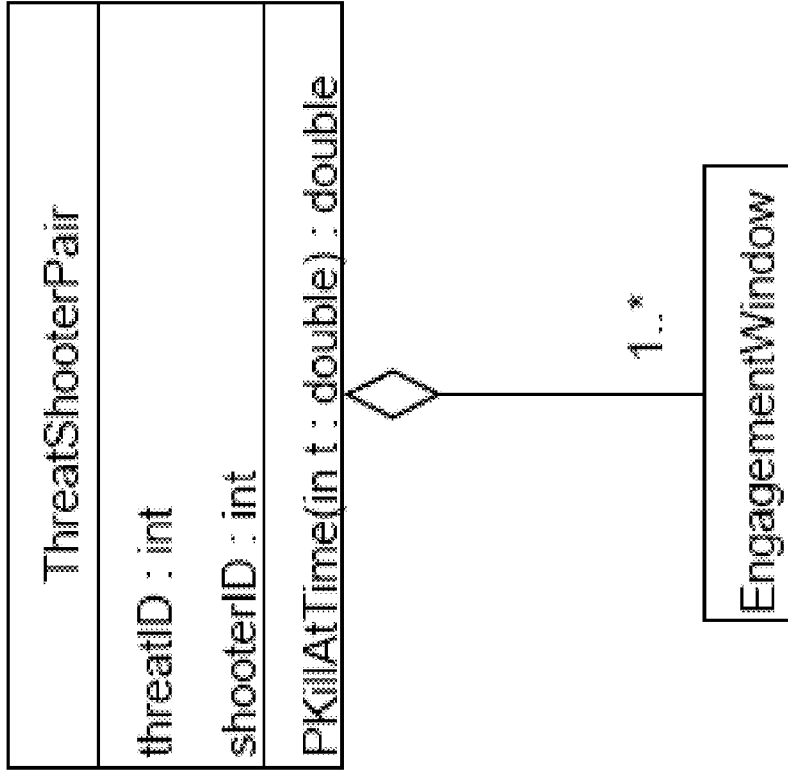 ThreatShooterPair
threatID : int
shooterID : int
PKillAtTime(in t : double) : double
1..*
EngagementWindow